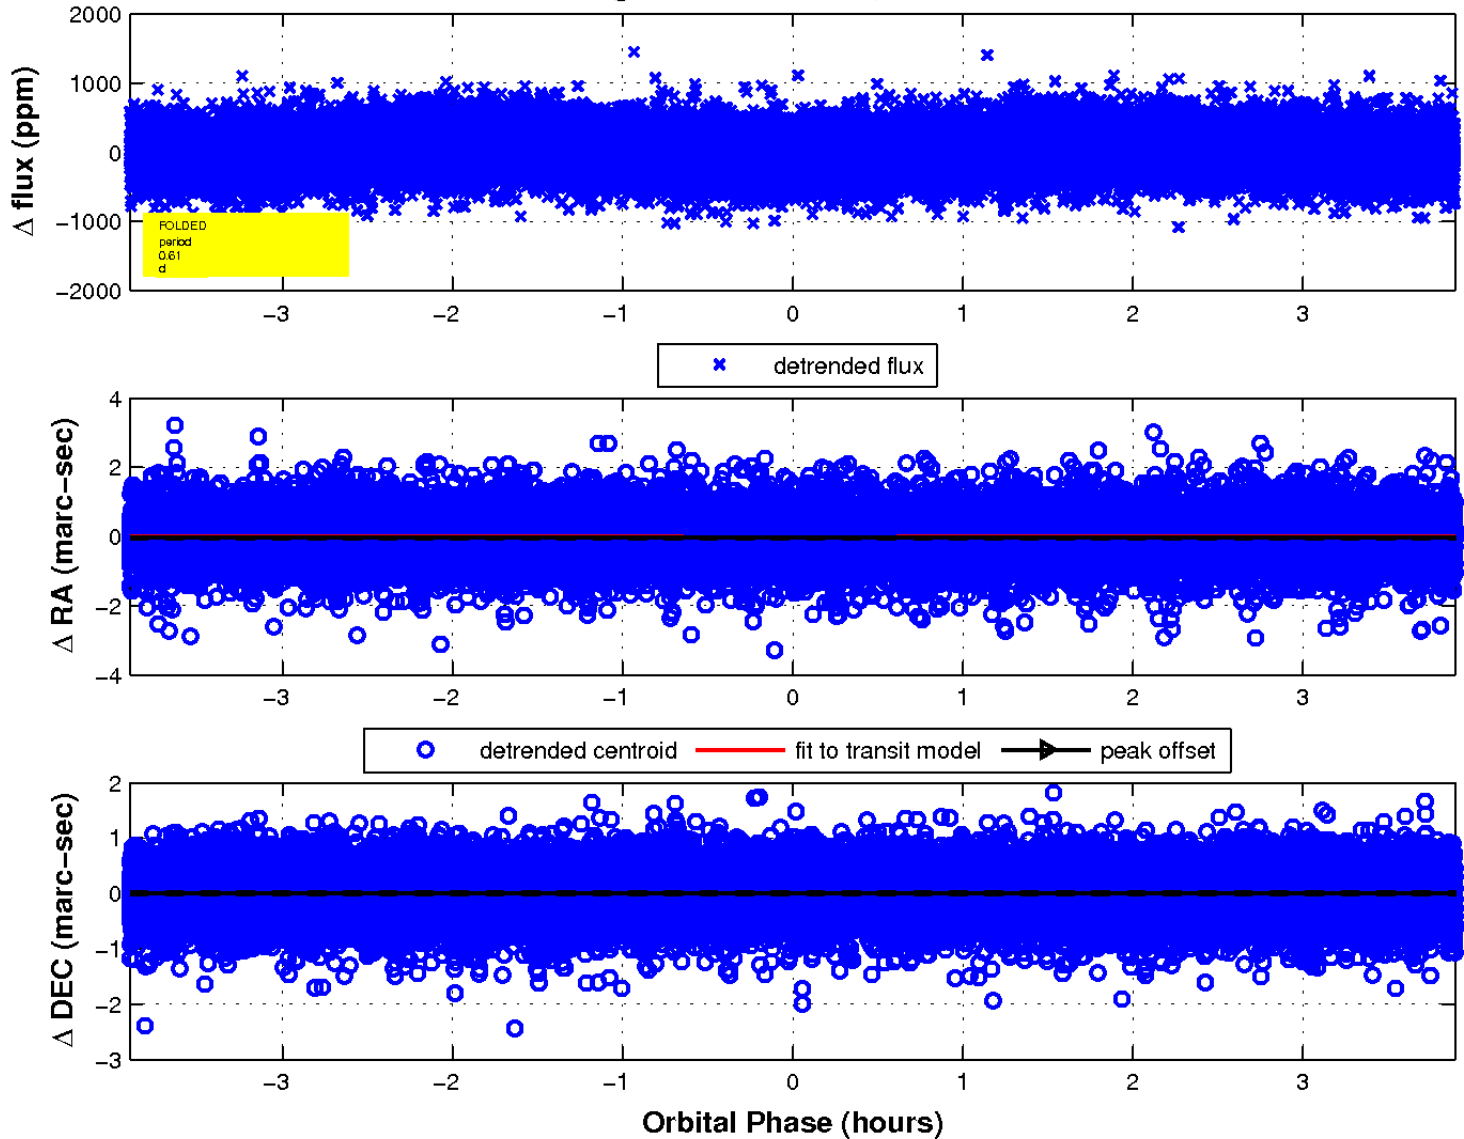 2000
1000
0
−1000
−2000
Δ flux (ppm)
FOLDED
period
0.61
d
−3 −2 −1 0 1 2 3
detrended flux
4
2
0
−2
−4
Δ RA (marc−sec)
−3 −2 −1 0 1 2 3
detrended centroid fit to transit model peak offset
2
1
0
−1
−2
−3
Δ DEC (marc−sec)
−3 −2 −1 0 1 2 3
Orbital Phase (hours)